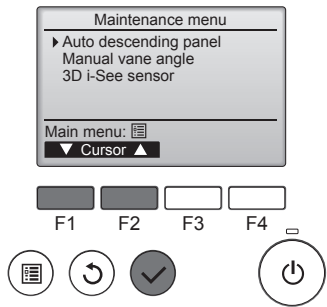 Maintenance menu
Auto descending panel
Manual vane angle
3D i-See sensor
Main menu:
▼ Cursor ▲
F1 F2 F3 F4